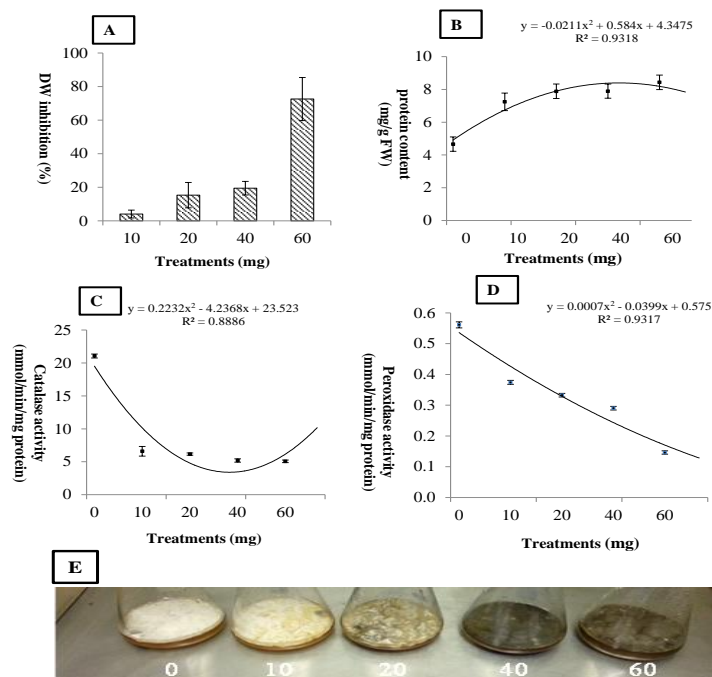 A
DW inhibition (%)
100
80
60
40
20
0
10 20 40 60
Treatments (mg)
B
y = -0.0211x² + 0.584x + 4.3475
R² = 0.9318
protein content
(mg/g FW)
10
8
6
4
2
0
0 10 20 40 60
Treatments (mg)
C
y = 0.2232x² - 4.2368x + 23.523
R² = 0.8886
Catalase activity
(mmol/min/mg protein)
25
20
15
10
5
0
0 10 20 40 60
Treatments (mg)
D
y = 0.0007x² - 0.0399x + 0.575
R² = 0.9317
Peroxidase activity
(mmol/min/mg protein)
0.6
0.5
0.4
0.3
0.2
0.1
0.0
0 10 20 40 60
Treatments (mg)
E
0 10 20 40 60